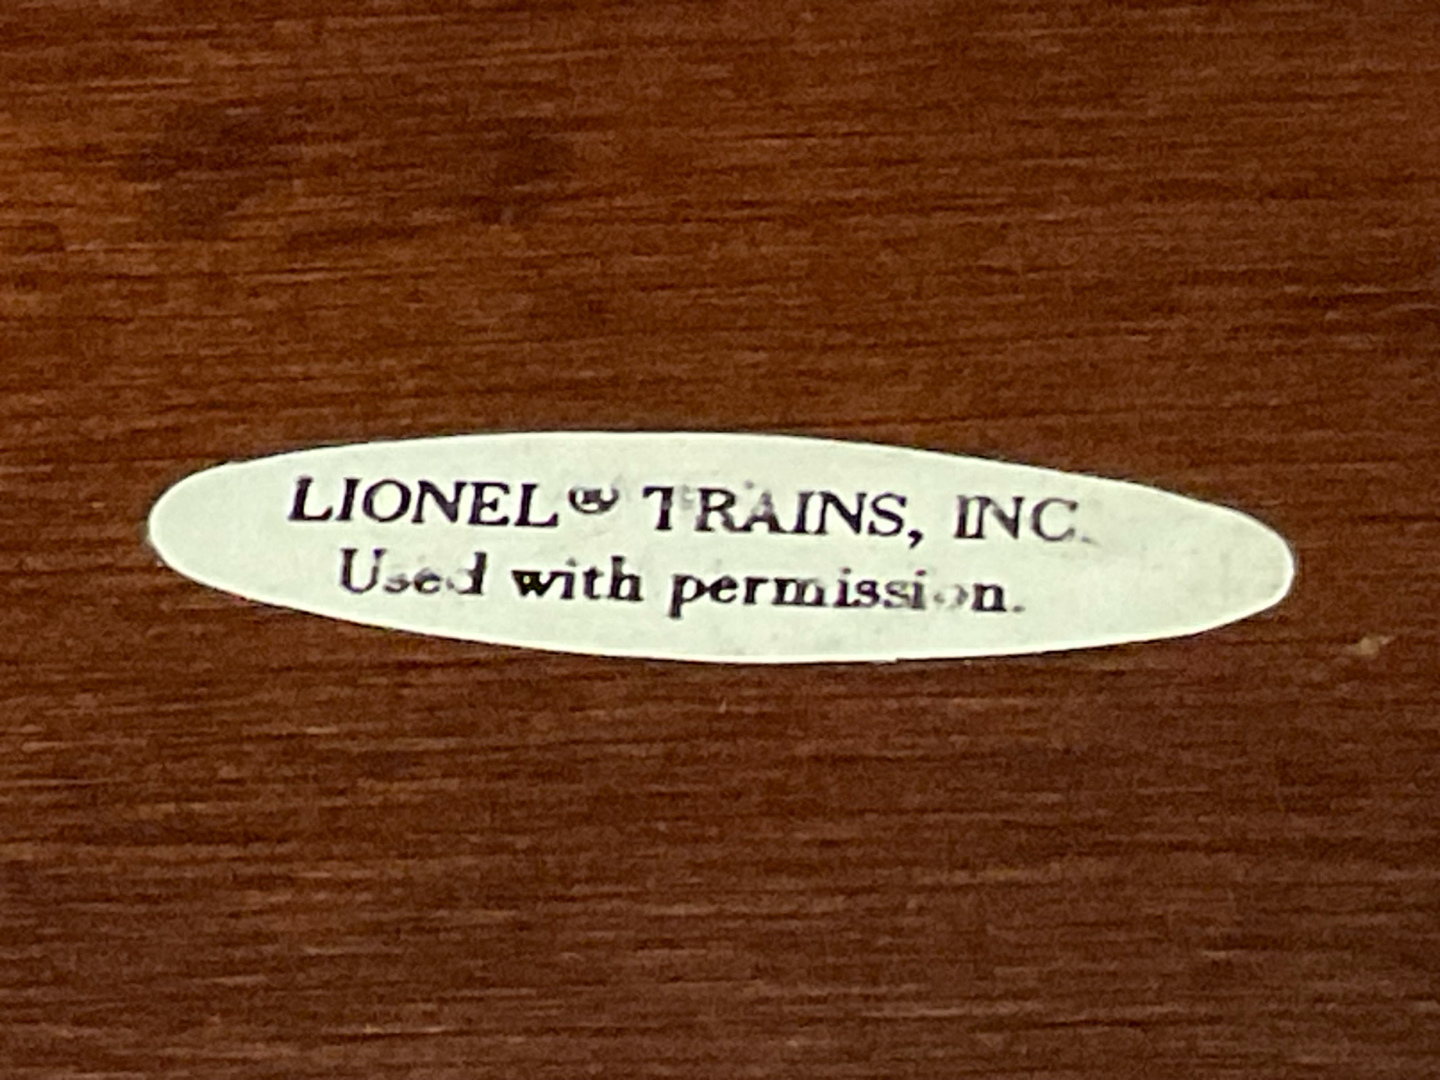 LIONEL® TRAINS, INC.
Used with permission.